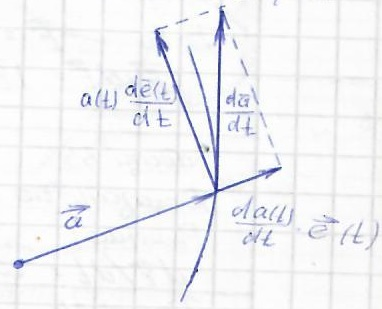 a(t) dē(t)/dt
dā/dt
a⃗
da(t)/dt · e⃗(t)